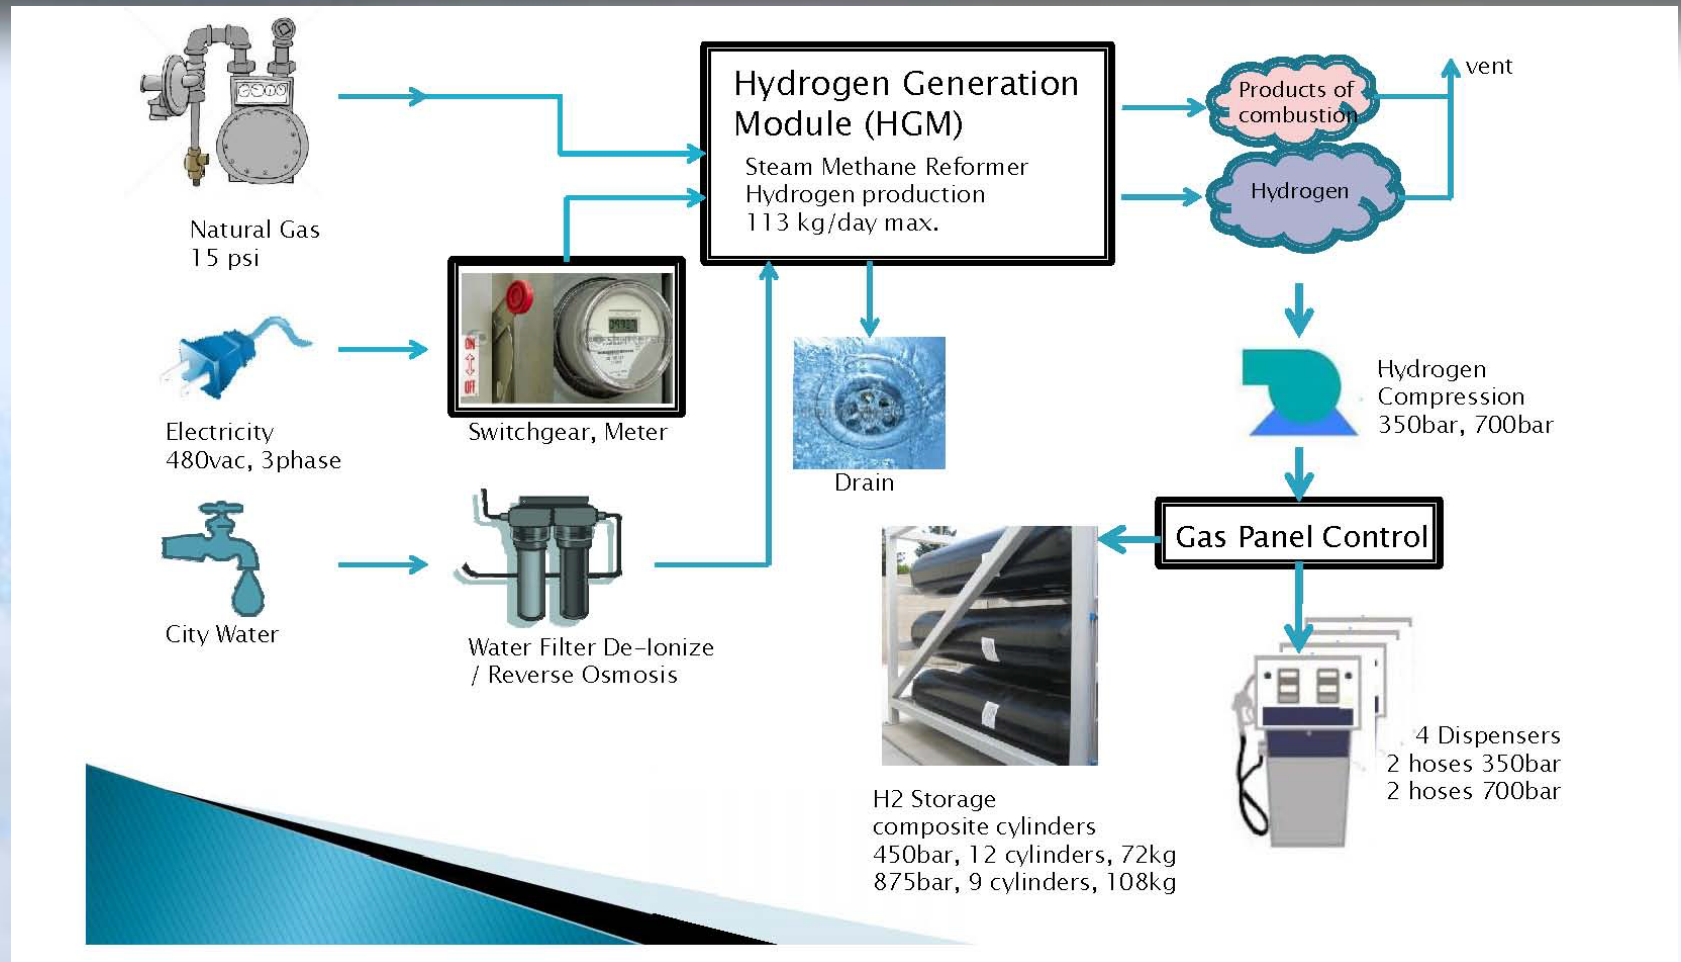 Natural Gas
15 psi
Electricity
480vac, 3phase
City Water
ON
OFF
Switchgear, Meter
Water Filter De-Ionize
/ Reverse Osmosis
Hydrogen Generation
Module (HGM)
Steam Methane Reformer
Hydrogen production
113 kg/day max.
Drain
Products of
combustion
Hydrogen
vent
Hydrogen
Compression
350bar, 700bar
Gas Panel Control
H2 Storage
composite cylinders
450bar, 12 cylinders, 72kg
875bar, 9 cylinders, 108kg
4 Dispensers
2 hoses 350bar
2 hoses 700bar